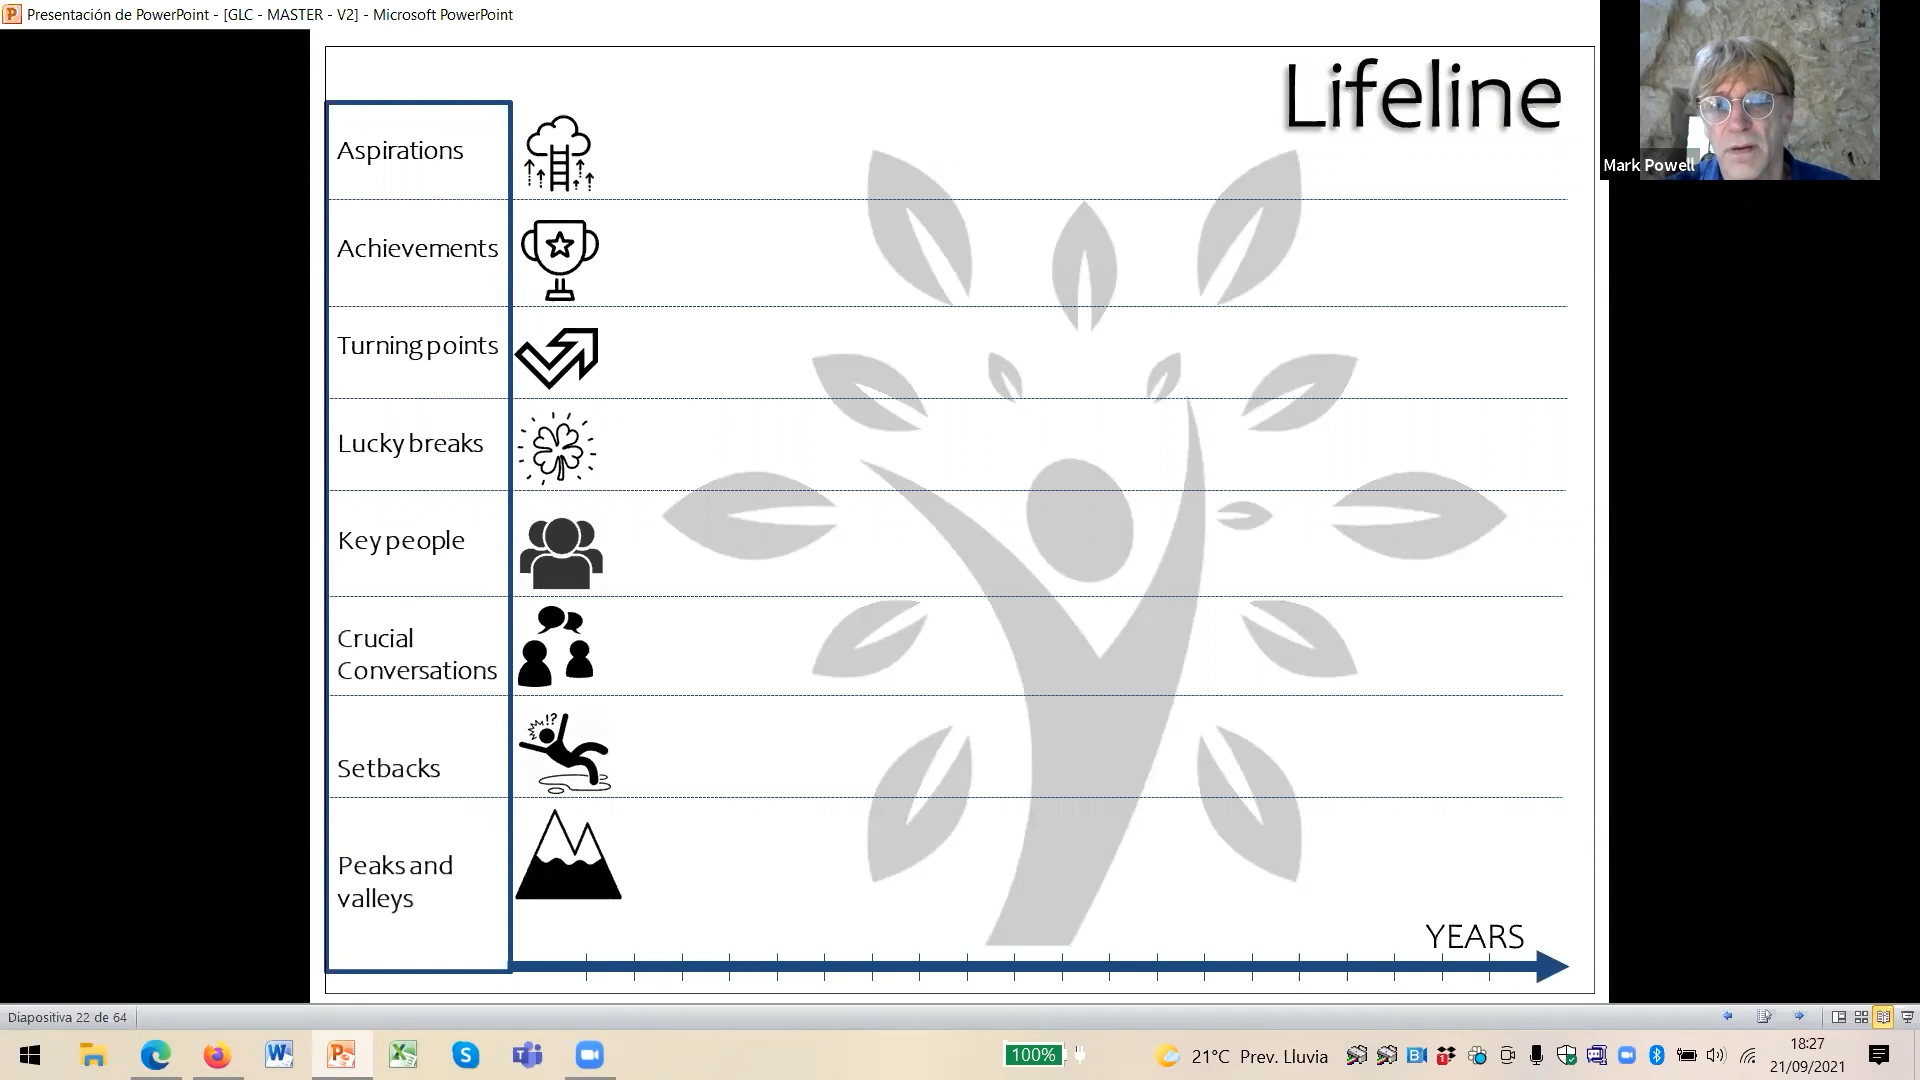 Presentación de PowerPoint - [GLC - MASTER - V2] - Microsoft PowerPoint
Lifeline
Mark Powell
Aspirations
Achievements
Turning points
Lucky breaks
Key people
Crucial
Conversations
!?
Setbacks
Peaks and
valleys
YEARS
Diapositiva 22 de 64
100%
21°C Prev. Lluvia
18:27
21/09/2021